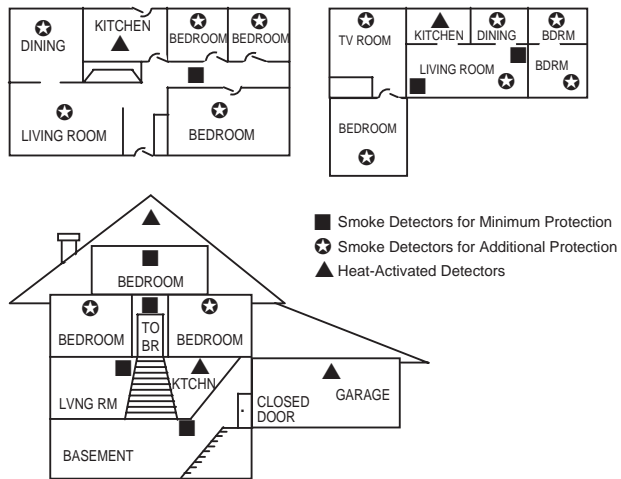 DINING
KITCHEN
BEDROOM
BEDROOM
LIVING ROOM
BEDROOM
TV ROOM
KITCHEN
DINING
BDRM
LIVING ROOM
BDRM
BEDROOM
Smoke Detectors for Minimum Protection
Smoke Detectors for Additional Protection
Heat-Activated Detectors
BEDROOM
BEDROOM
TO
BR
BEDROOM
LVNG RM
KTCHN
CLOSED
DOOR
GARAGE
BASEMENT